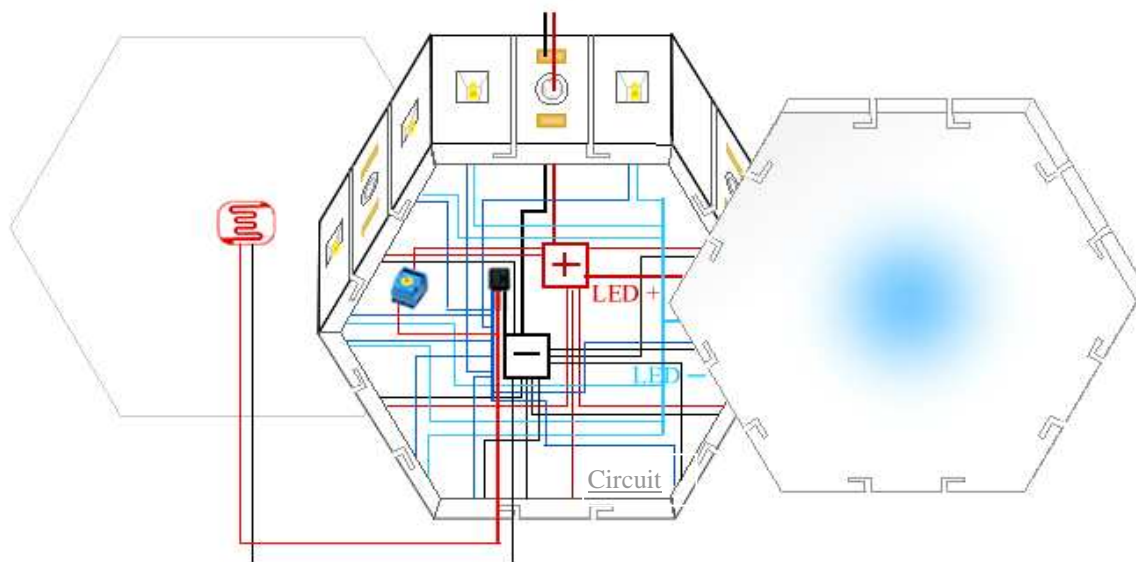 +
LED +
−
LED −
Circuit